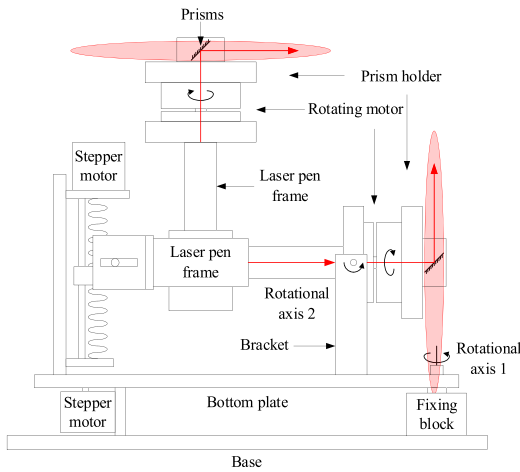 Prisms
Prism holder
Rotating motor
Stepper
motor
Laser pen
frame
Laser pen
frame
Rotational
axis 2
Bracket
Rotational
axis 1
Stepper
motor
Bottom plate
Fixing
block
Base